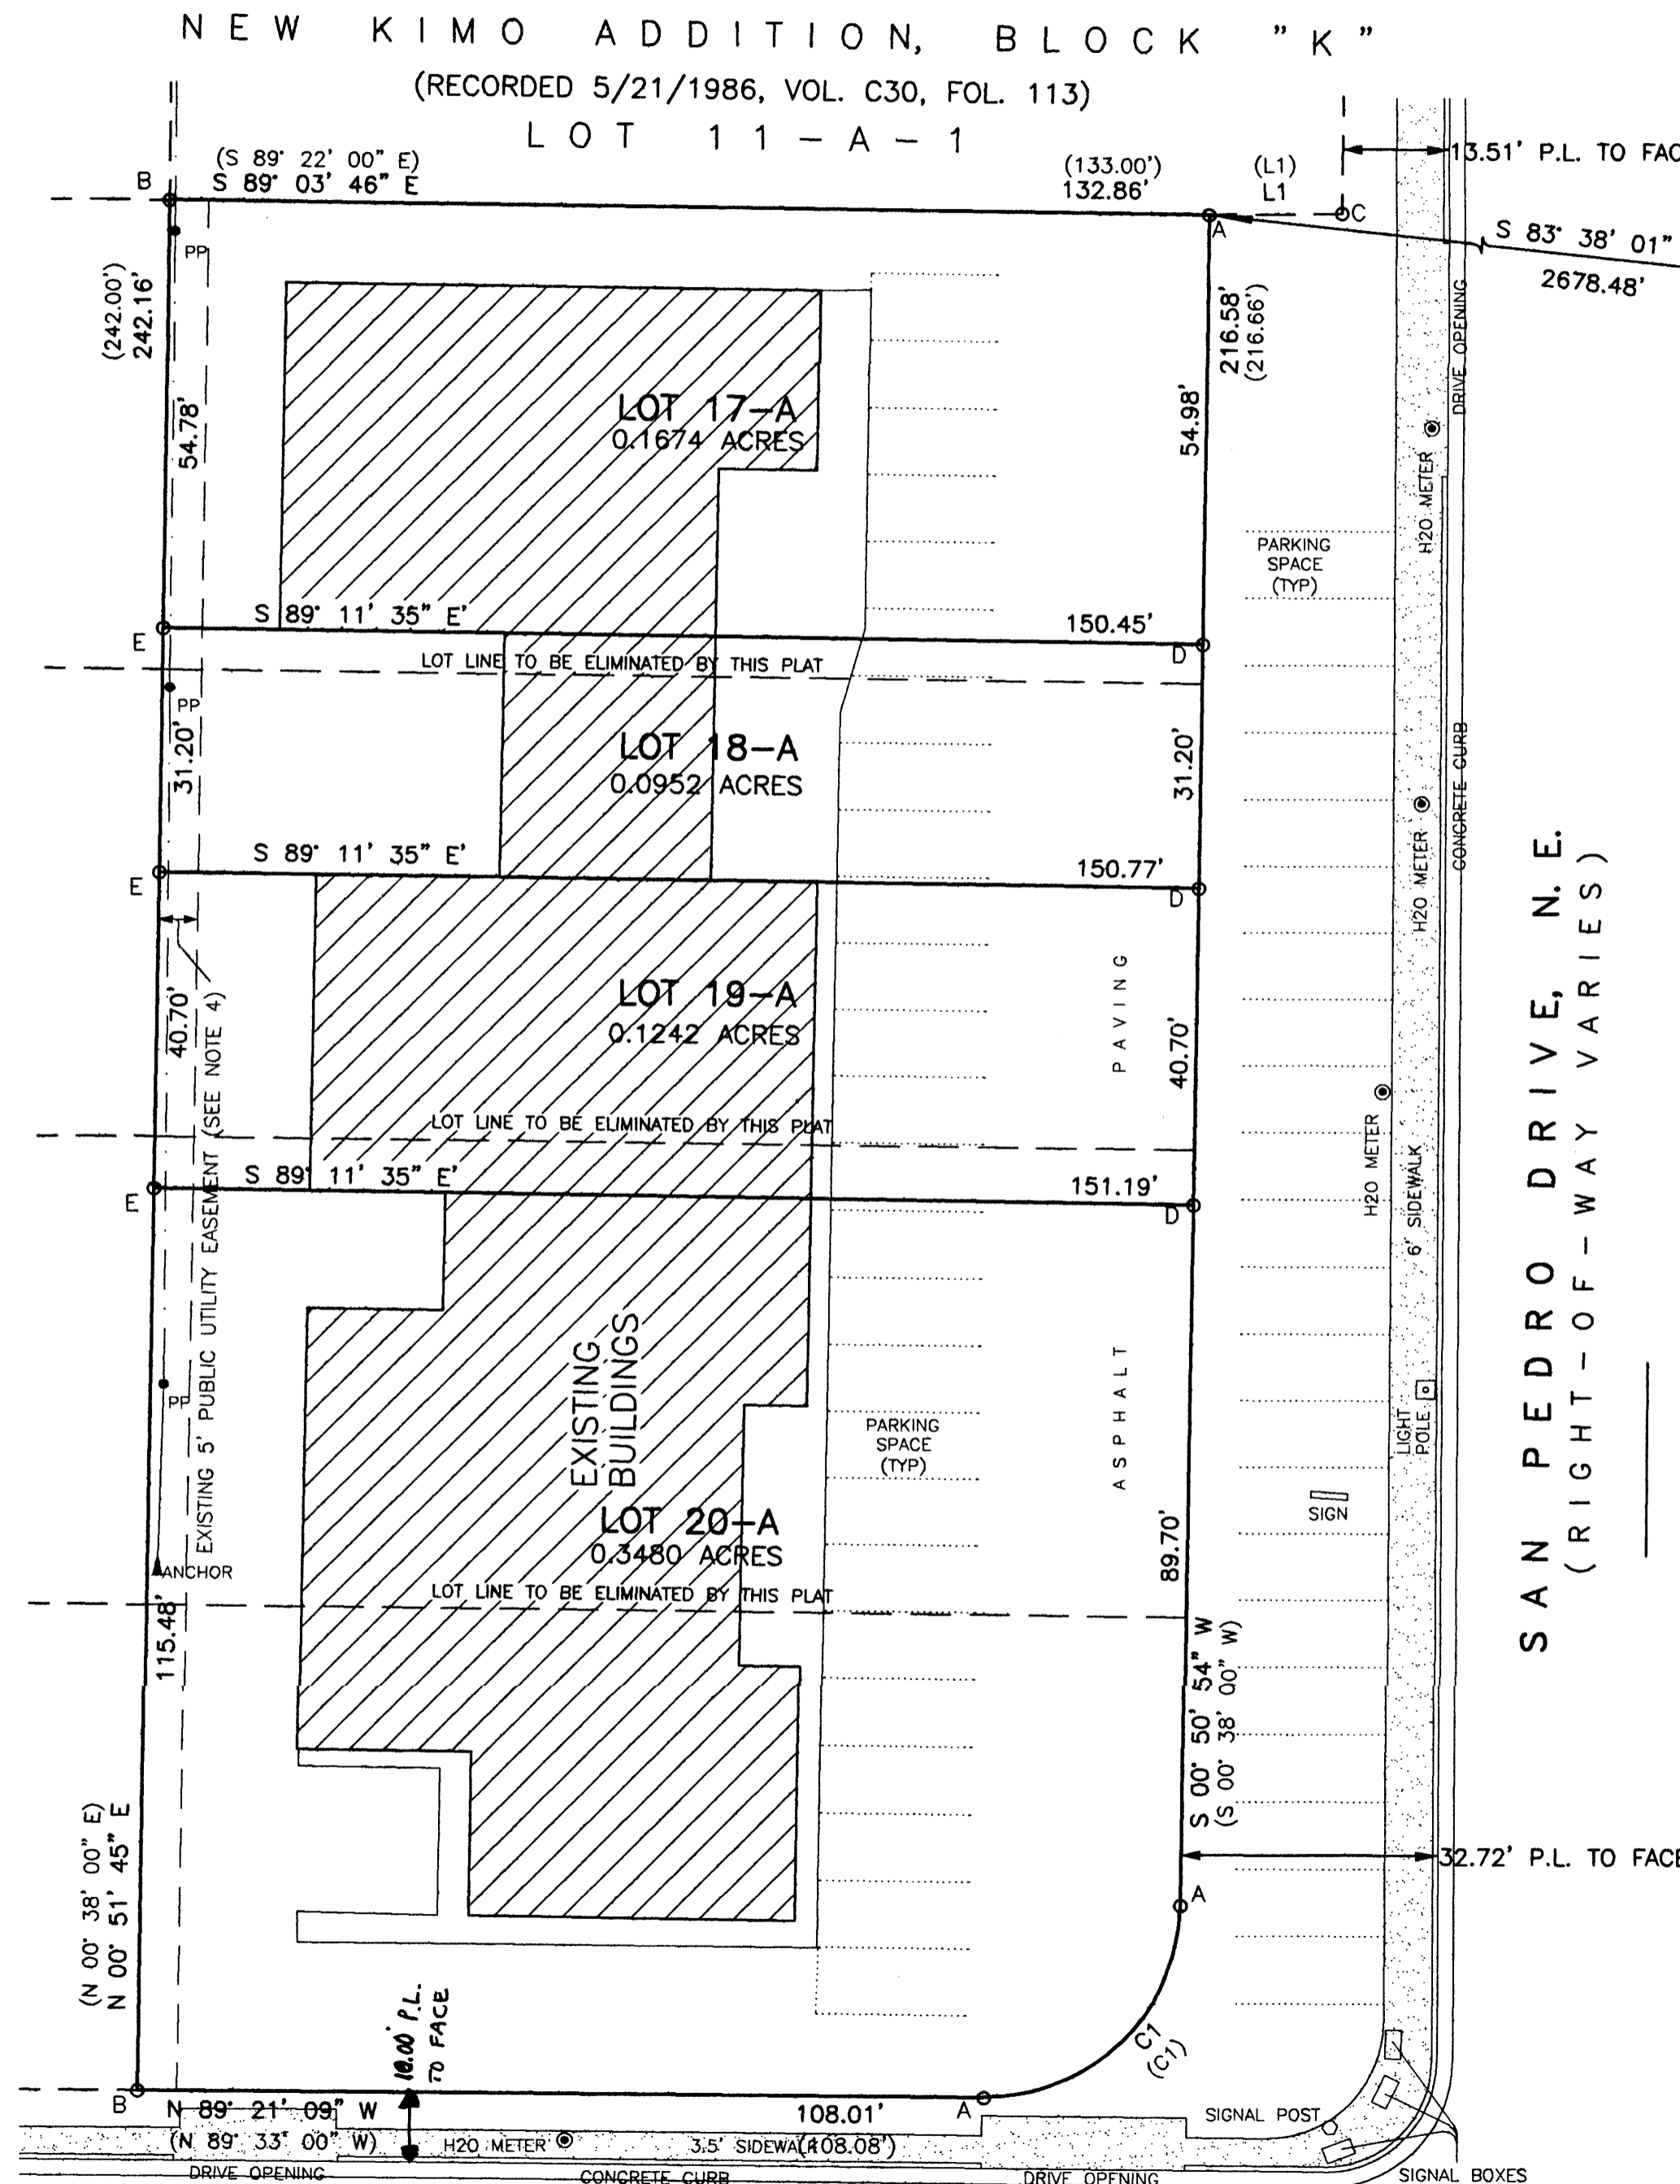 NEW KIMO ADDITION, BLOCK "K"
(RECORDED 5/21/1986, VOL. C30, FOL. 113)
LOT 11-A-1
(S 89° 22' 00" E)
S 89° 03' 46" E
(133.00')
132.86'
(L1)
L1
13.51' P.L. TO FAC
B
A
C
S 83° 38' 01"
2678.48'
PP
(242.00')
242.16'
54.78'
216.58'
(216.66')
54.98'
DRIVE OPENING
LOT 17-A
0.1674 ACRES
H2O METER
PARKING
SPACE
(TYP)
S 89° 11' 35" E'
150.45'
E
D
LOT LINE TO BE ELIMINATED BY THIS PLAT
PP
31.20'
LOT 18-A
0.0952 ACRES
31.20'
H2O METER
CONCRETE CURB
S 89° 11' 35" E'
150.77'
E
D
40.70'
EXISTING 5' PUBLIC UTILITY EASEMENT (SEE NOTE 4)
LOT 19-A
0.1242 ACRES
PAVING
40.70'
SAN PEDRO DRIVE, N.E.
(RIGHT-OF-WAY VARIES)
LOT LINE TO BE ELIMINATED BY THIS PLAT
H2O METER
6' SIDEWALK
S 89° 11' 35" E'
151.19'
E
D
PP
EXISTING
BUILDINGS
PARKING
SPACE
(TYP)
ASPHALT
LIGHT
POLE
SIGN
LOT 20-A
0.3480 ACRES
89.70'
ANCHOR
LOT LINE TO BE ELIMINATED BY THIS PLAT
115.48'
S 00° 50' 54" W
(S 00° 38' 00" W)
(N 00° 38' 00" E)
N 00° 51' 45" E
32.72' P.L. TO FACE
A
10.00' P.L.
TO FACE
C1
(C1)
B
N 89° 21' 09" W
108.01'
A
SIGNAL POST
(N 89° 33' 00" W)
H2O METER
3.5' SIDEWALK
(108.08')
DRIVE OPENING
CONCRETE CURB
DRIVE OPENING
SIGNAL BOXES